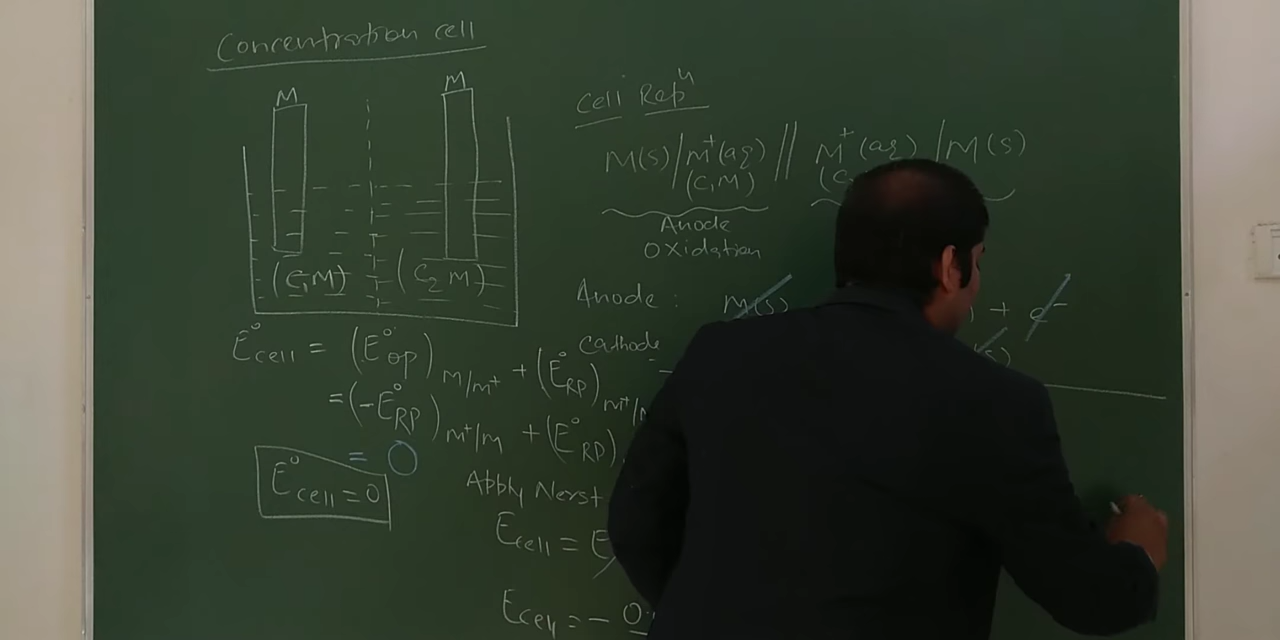 Concentration cell
M
M
(C₁M)
(C₂ M)
E°cell = (E°op) M/M⁺ + (E°RP) M⁺/M
= (-E°RP) M⁺/M + (E°RP)
= 0
E°cell = 0
Cell Repⁿ
M(s) / M⁺(aq) // M⁺(aq) / M(s)
(C₁M)
Anode
Oxidation
Anode : M(s) + e⁻
Cathode (s)
Apply Nerst
Ecell = E
Ecell = - 0.